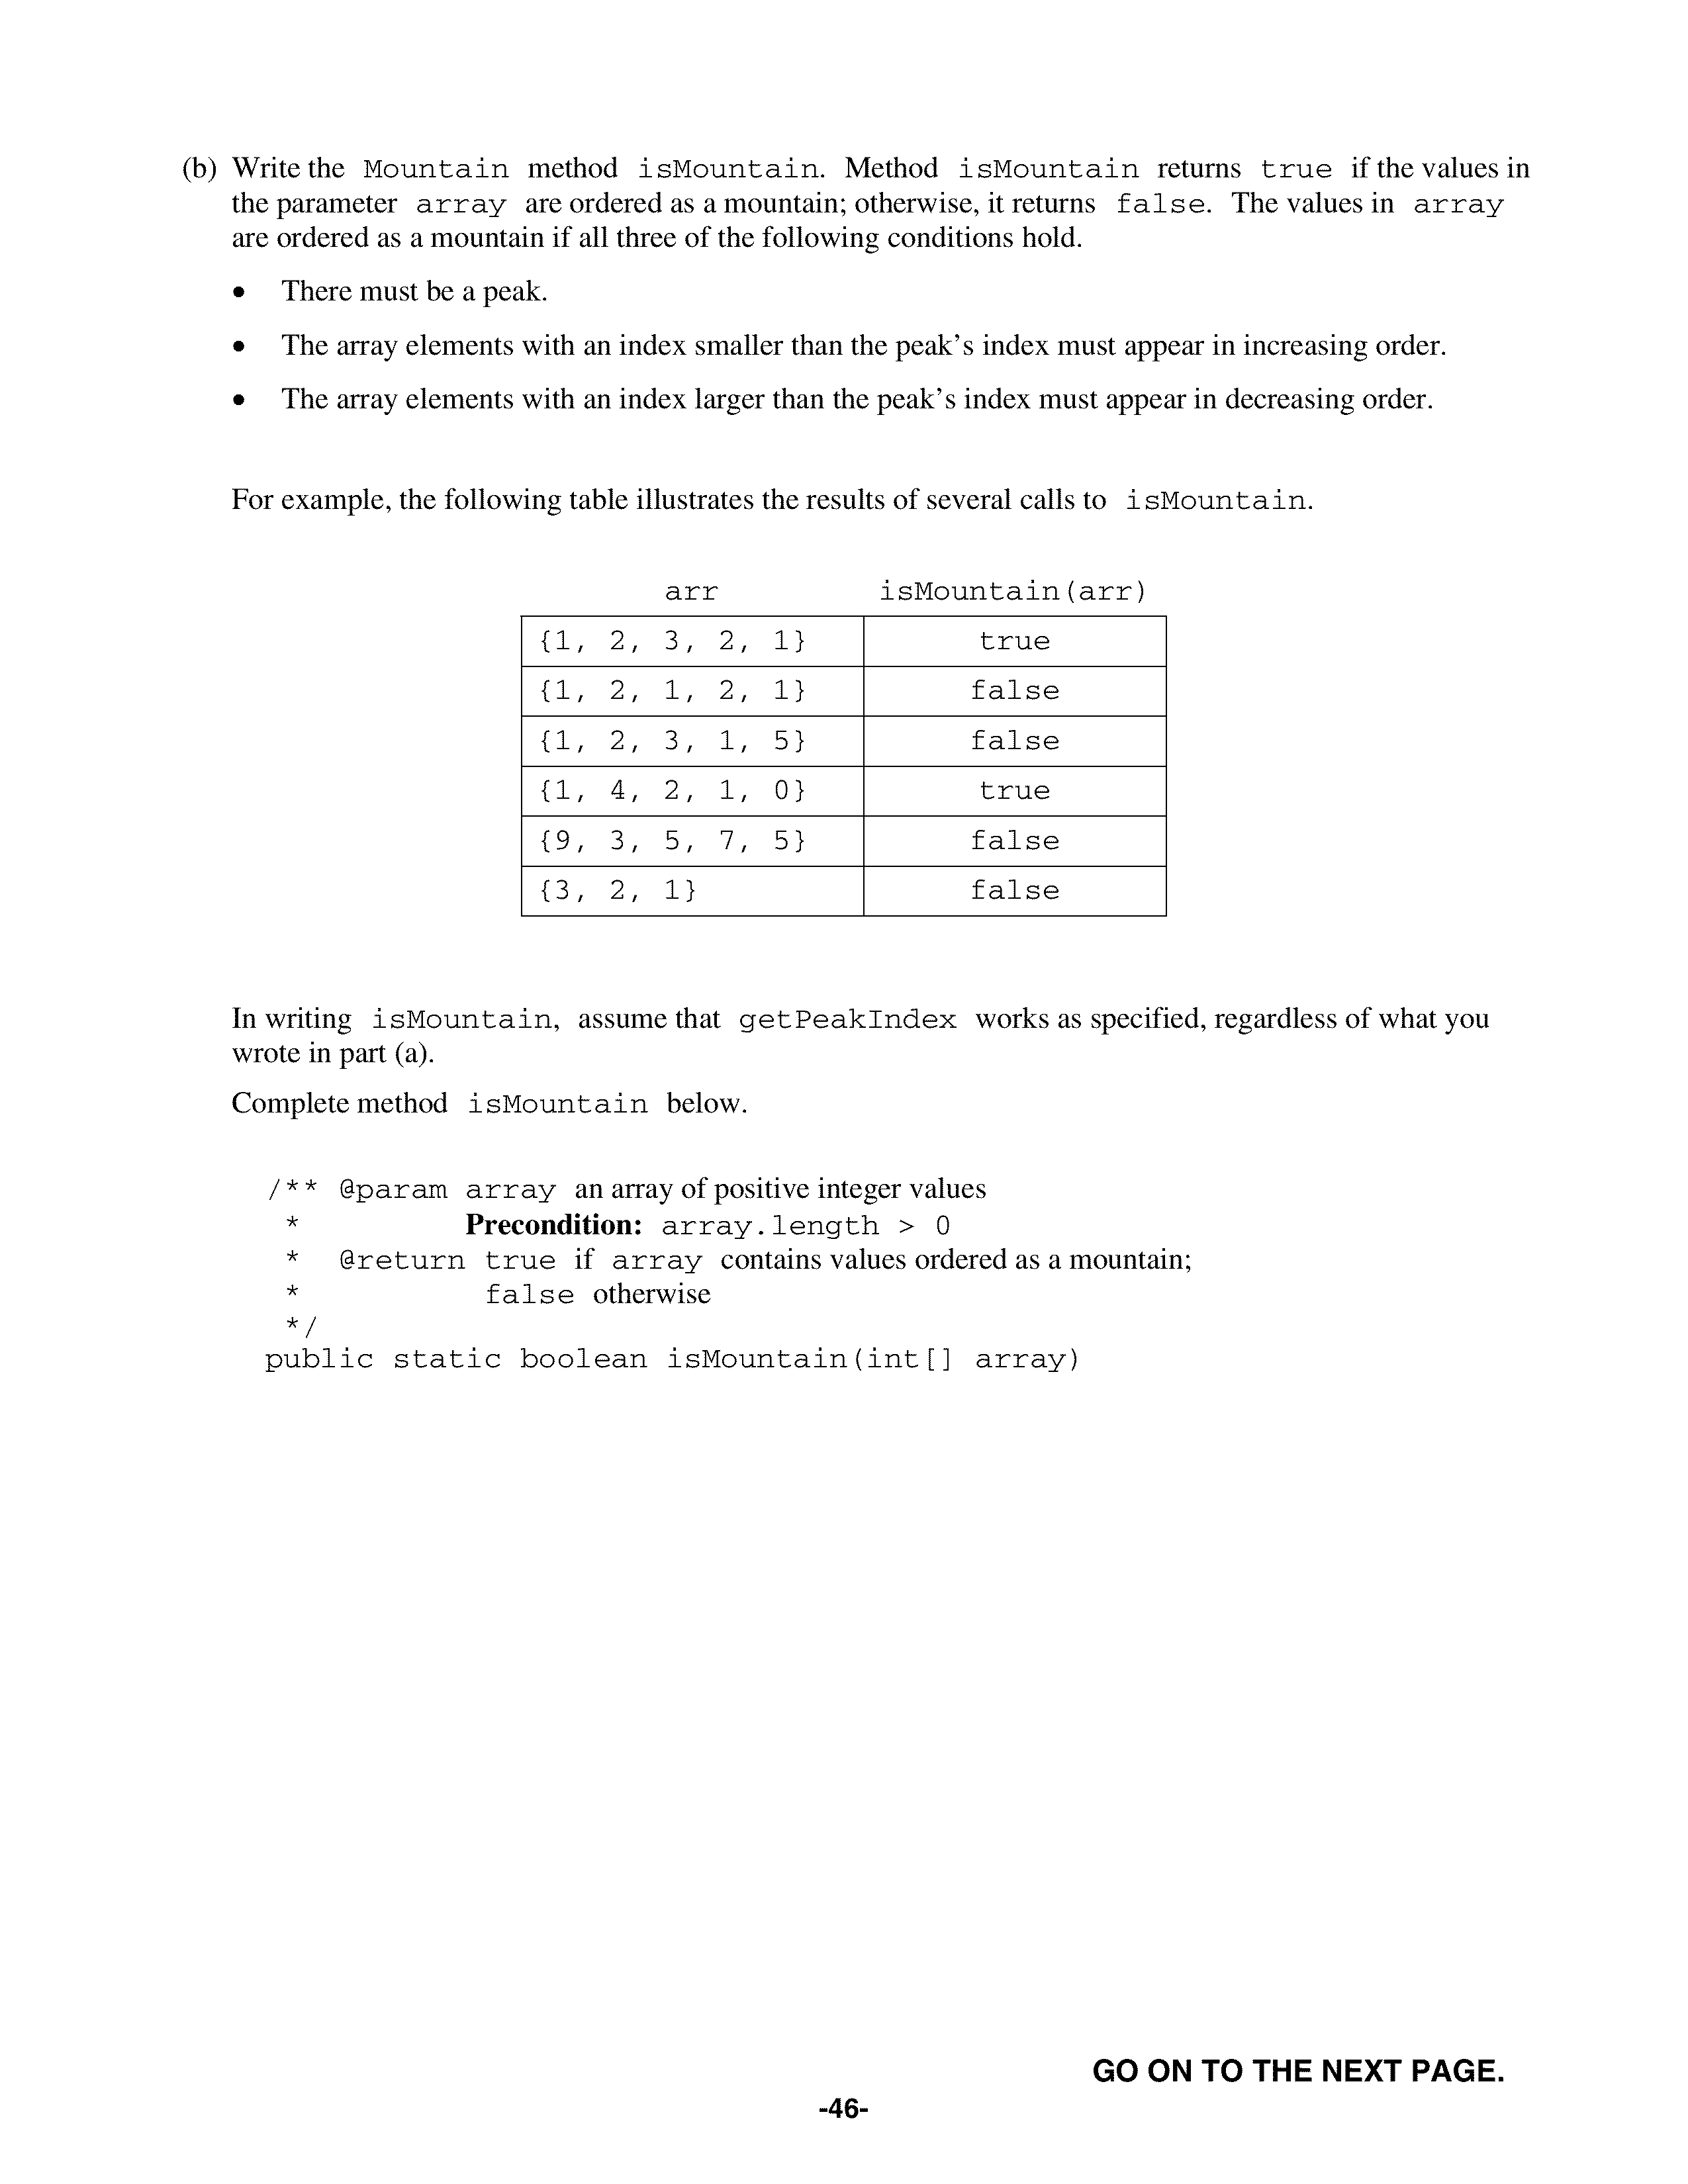 (b) Write the Mountain method isMountain. Method isMountain returns true if the values in
the parameter array are ordered as a mountain; otherwise, it returns false. The values in array
are ordered as a mountain if all three of the following conditions hold.
• There must be a peak.
• The array elements with an index smaller than the peak’s index must appear in increasing order.
• The array elements with an index larger than the peak’s index must appear in decreasing order.
For example, the following table illustrates the results of several calls to isMountain.
arr isMountain(arr)
{1, 2, 3, 2, 1} true
{1, 2, 1, 2, 1} false
{1, 2, 3, 1, 5} false
{1, 4, 2, 1, 0} true
{9, 3, 5, 7, 5} false
{3, 2, 1} false
In writing isMountain, assume that getPeakIndex works as specified, regardless of what you
wrote in part (a).
Complete method isMountain below.
/** @param array an array of positive integer values
* Precondition: array.length > 0
* @return true if array contains values ordered as a mountain;
* false otherwise
*/
public static boolean isMountain(int[] array)
GO ON TO THE NEXT PAGE.
-46-